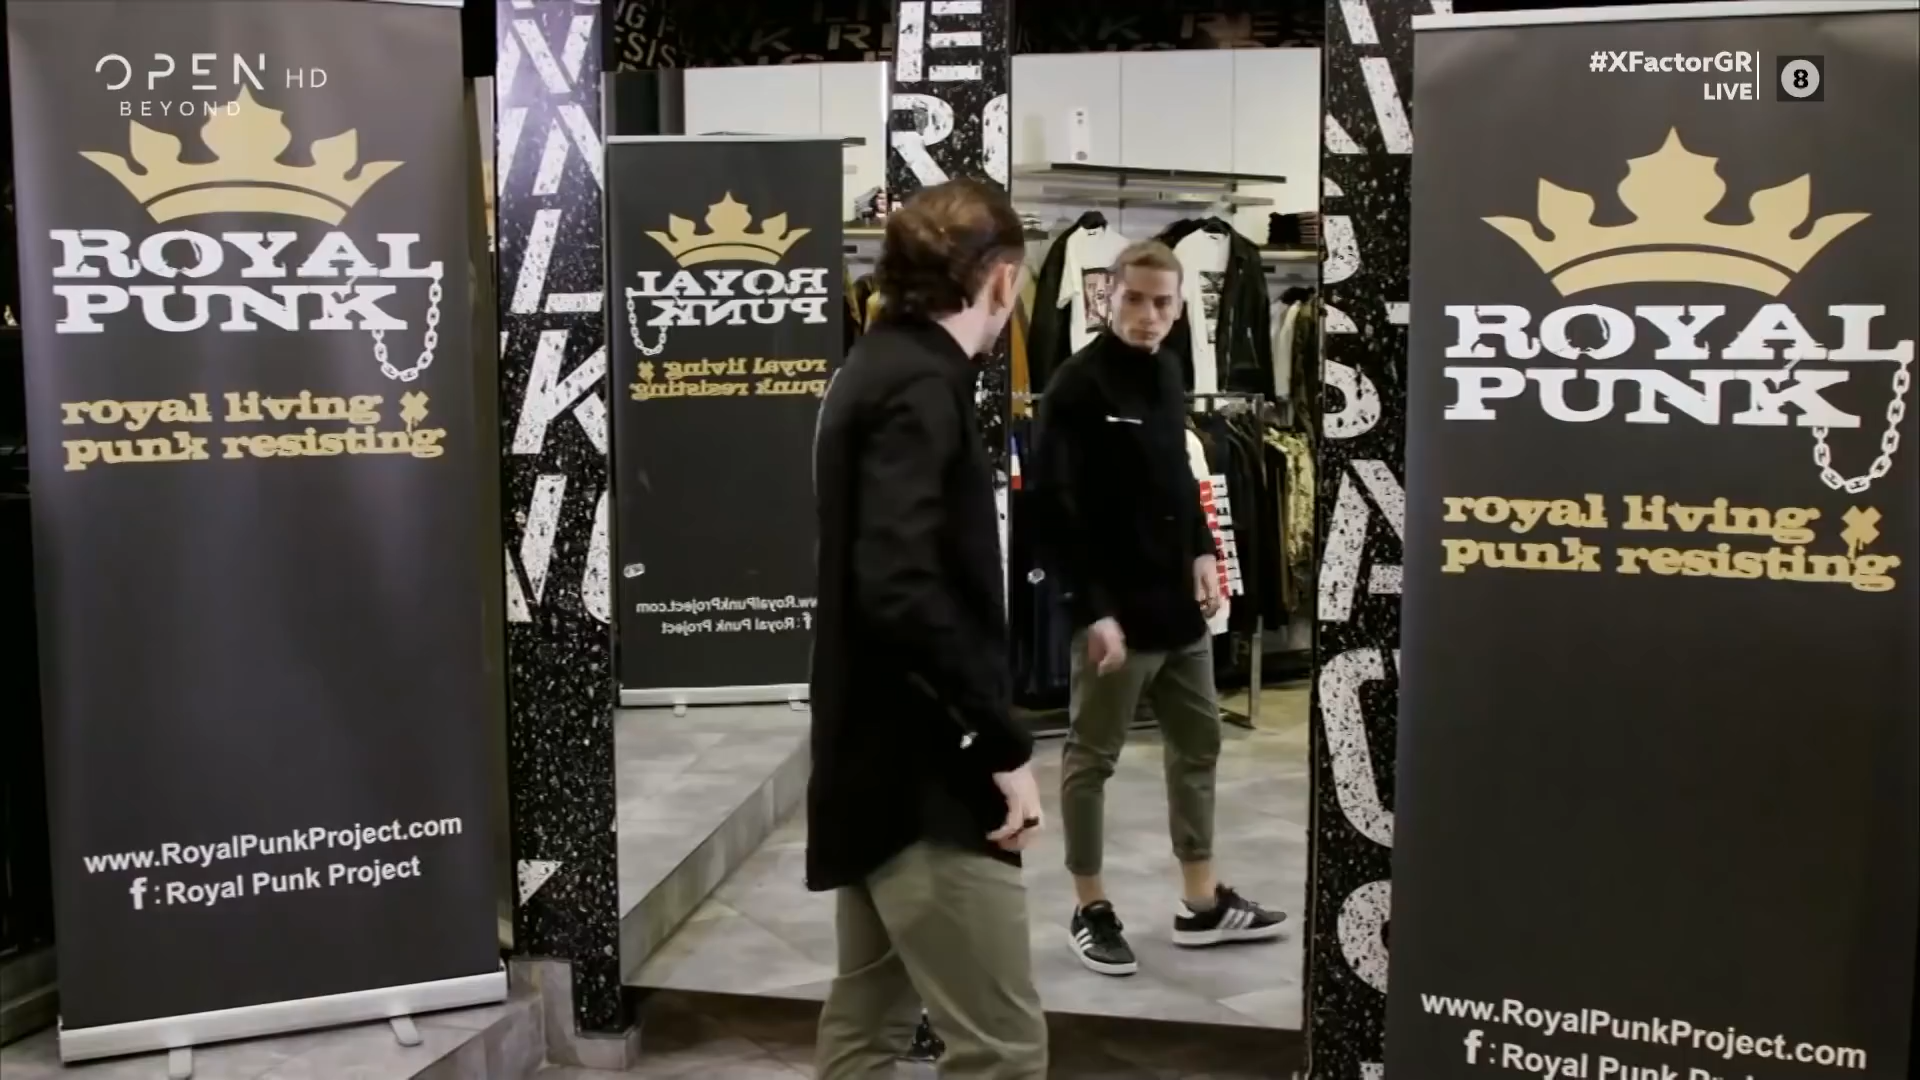 OPEN HD
BEYOND
#XFactorGR
LIVE
8
ROYAL
PUNK
royal living
punk resisting
www.RoyalPunkProject.com
f:Royal Punk Project
ROYAL
PUNK
royal living
punk resisting
www.RoyalPunkProject.com
f:Royal Punk Project
ROYAL
PUNK
royal living
punk resisting
www.RoyalPunkProject.com
f:Royal Punk